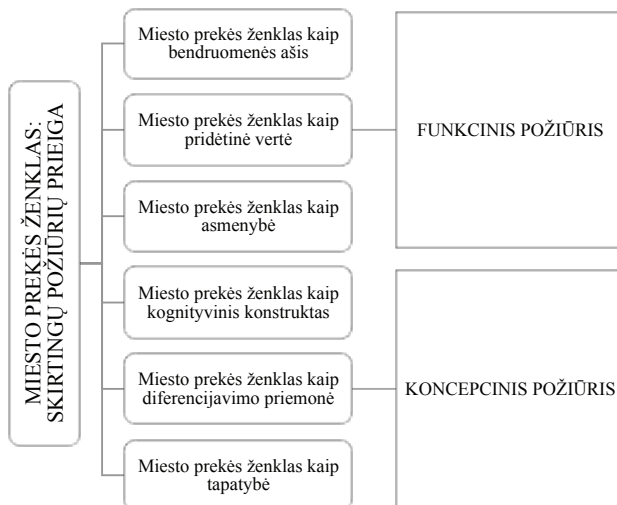 MIESTO PREKĖS ŽENKLAS:
SKIRTINGŲ POŽIŪRIŲ PRIEIGA
Miesto prekės ženklas kaip
bendruomenės ašis
Miesto prekės ženklas kaip
pridėtinė vertė
Miesto prekės ženklas kaip
asmenybė
Miesto prekės ženklas kaip
kognityvinis konstruktas
Miesto prekės ženklas kaip
diferencijavimo priemonė
Miesto prekės ženklas kaip
tapatybė
FUNKCINIS POŽIŪRIS
KONCEPCINIS POŽIŪRIS